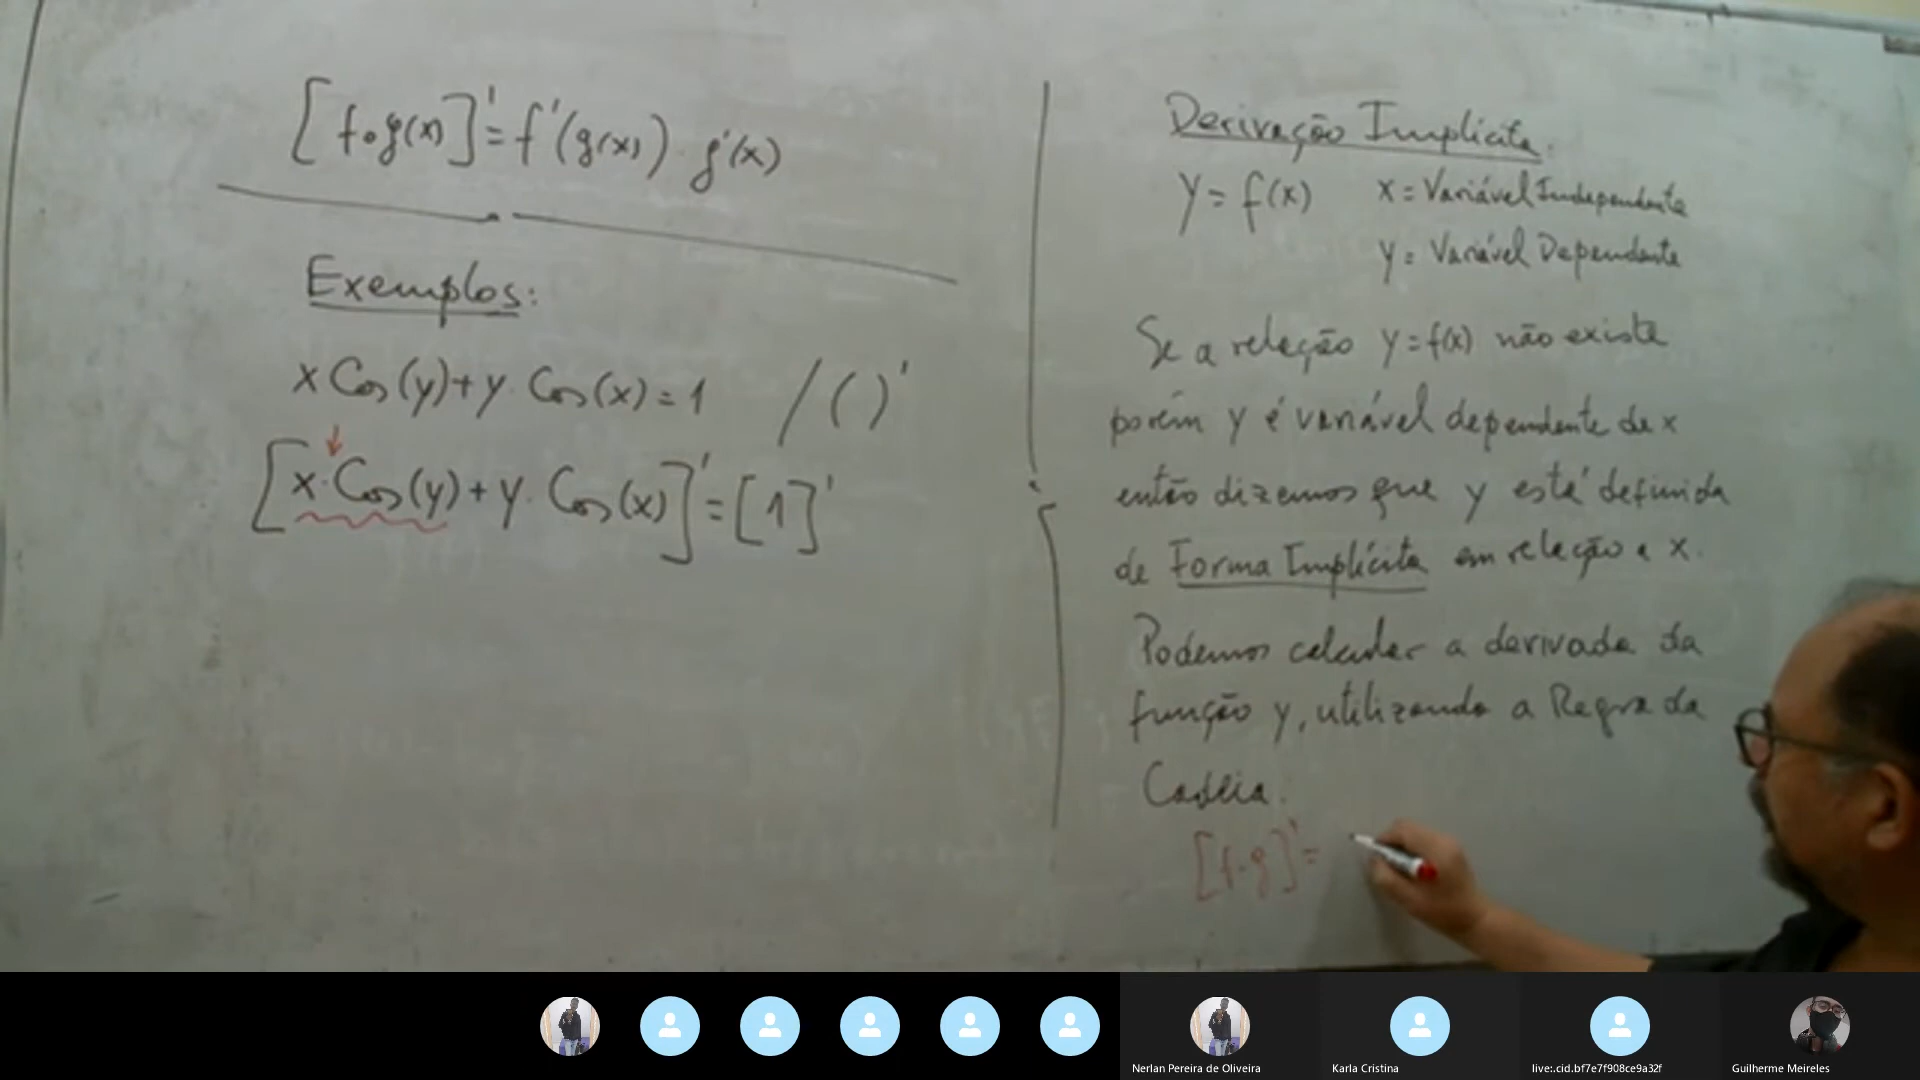 [f∘g(x)]' = f'(g(x)) · g'(x)
Exemplos:
x Cos(y) + y · Cos(x) = 1 / ( )'
[x · Cos(y) + y · Cos(x)]' = [1]'
Derivação Implícita.
y = f(x) x = Variável Independente
y = Variável Dependente
Se a relação y = f(x) não existe
porém y é variável dependente de x
então dizemos que y está definida
de Forma Implícita em relação a x.
Podemos calcular a derivada da
função y, utilizando a Regra da
Cadeia.
[f·g]' =
Nerlan Pereira de Oliveira
Karla Cristina
live:.cid.bf7e7f908ce9a32f
Guilherme Meireles